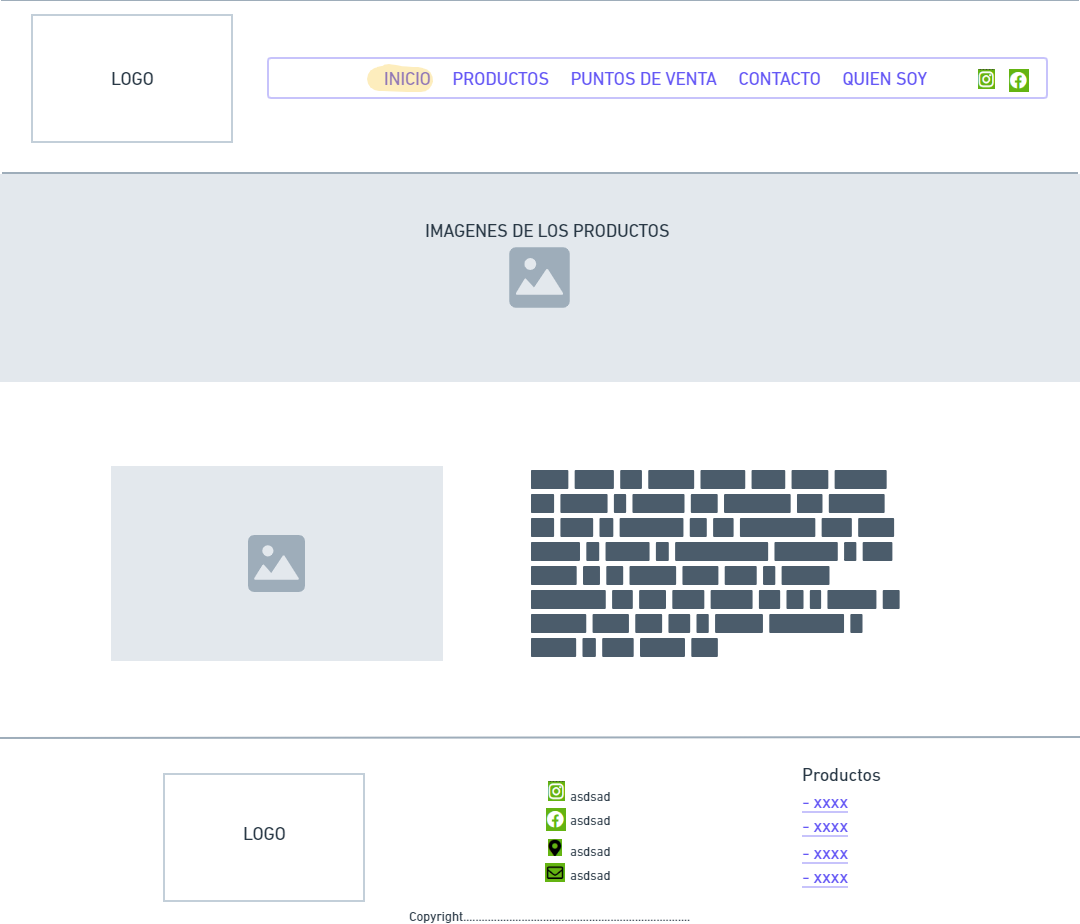 LOGO
INICIO PRODUCTOS PUNTOS DE VENTA CONTACTO QUIEN SOY
IMAGENES DE LOS PRODUCTOS
LOGO
asdsad
asdsad
asdsad
asdsad
Productos
- XXXX
- XXXX
- XXXX
- XXXX
Copyright...........................................................................